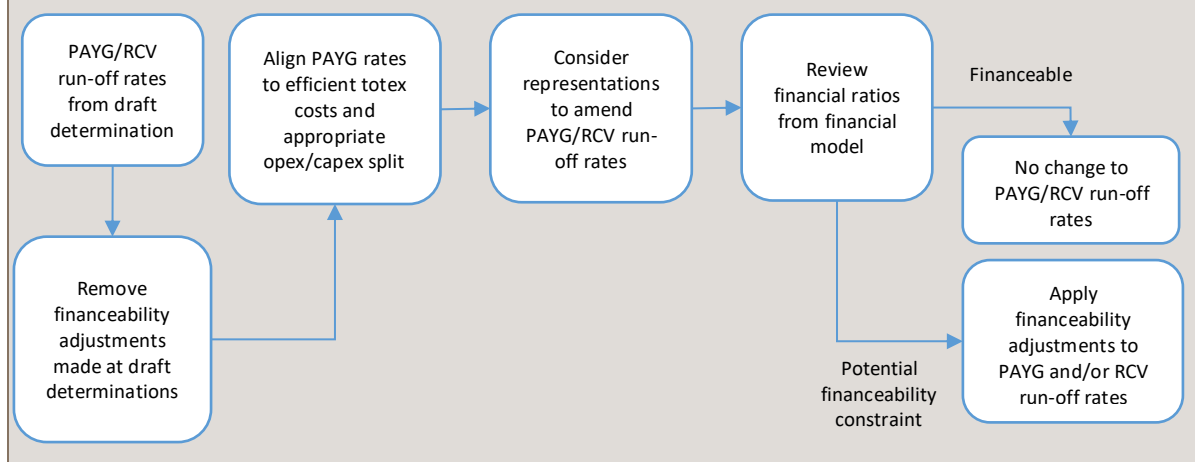 PAYG/RCV
run-off rates
from draft
determination
Remove
financeability
adjustments
made at draft
determinations
Align PAYG rates
to efficient totex
costs and
appropriate
opex/capex split
Consider
representations
to amend
PAYG/RCV run-
off rates
Review
financial ratios
from financial
model
Financeable
No change to
PAYG/RCV run-off
rates
Potential
financeability
constraint
Apply
financeability
adjustments to
PAYG and/or RCV
run-off rates